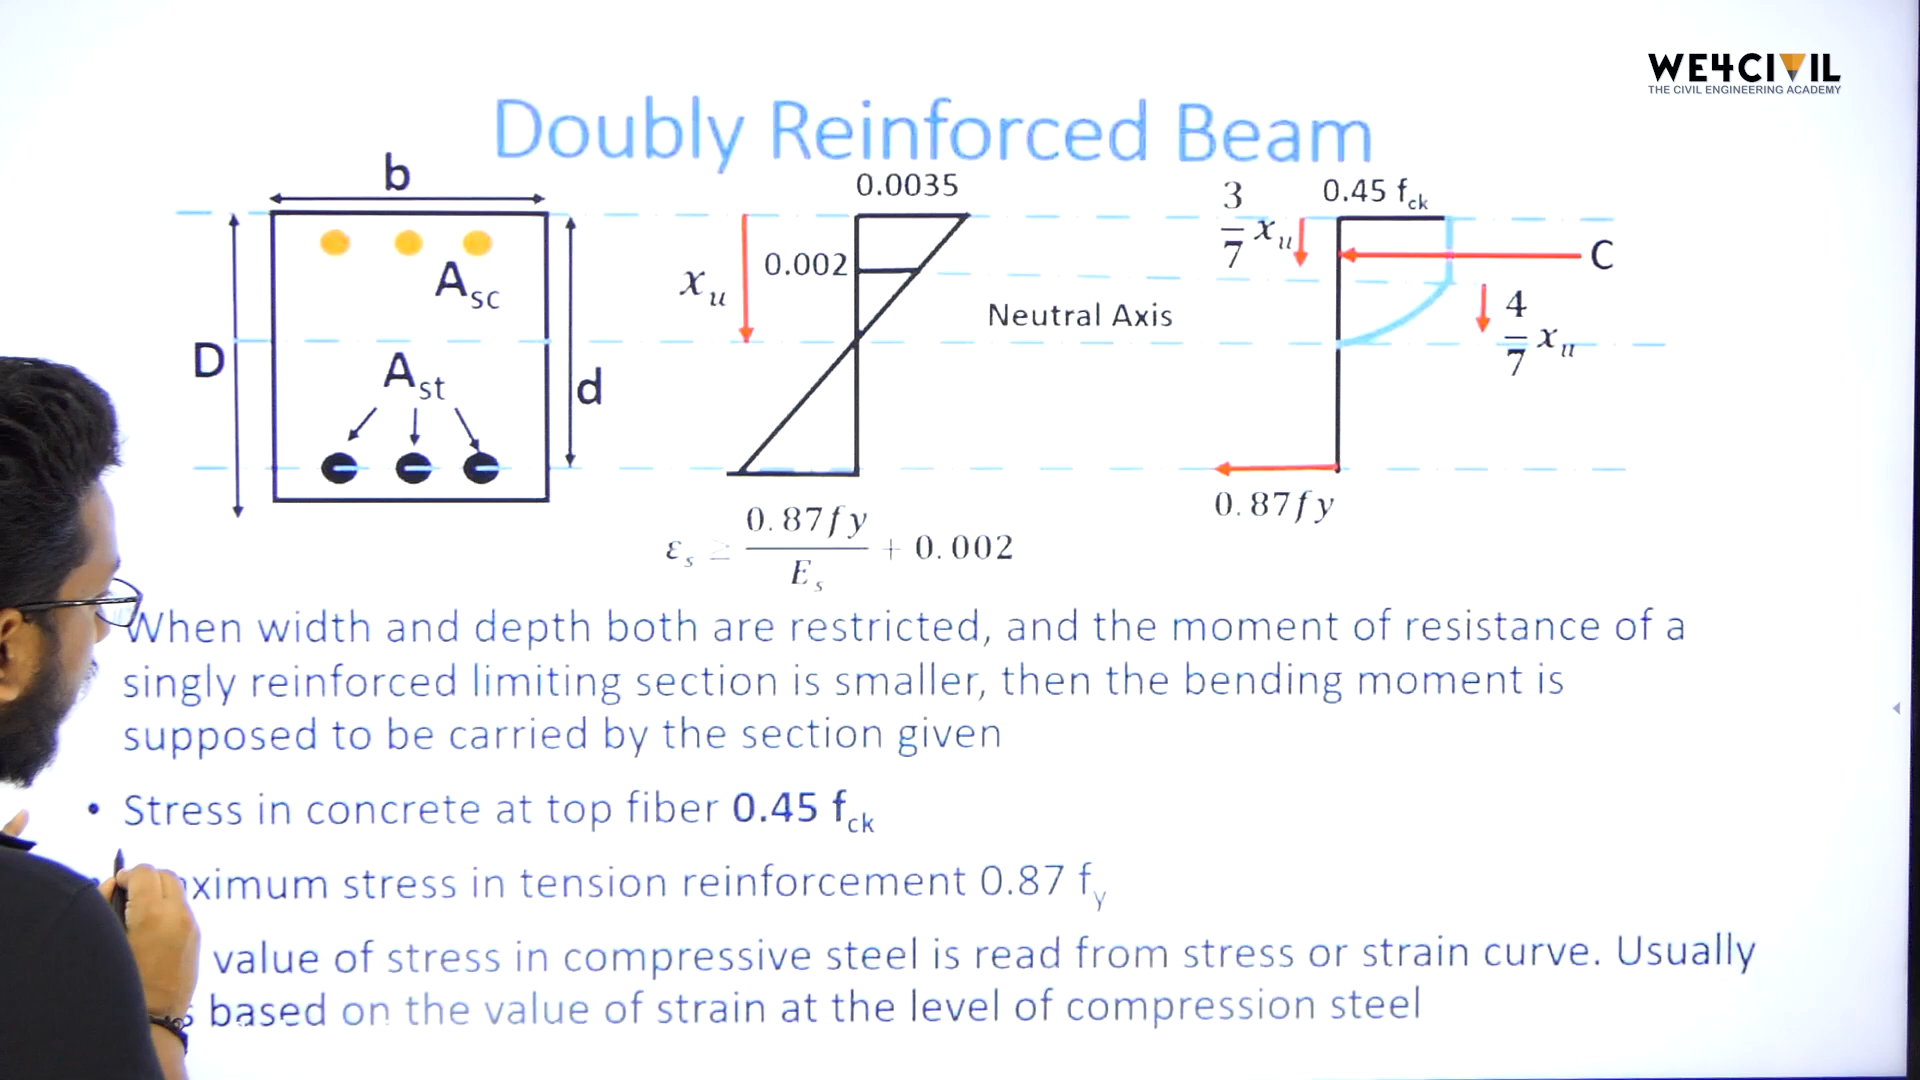 WE4CIVIL
THE CIVIL ENGINEERING ACADEMY
Doubly Reinforced Beam
b
D
d
A_sc
A_st
0.0035
0.002
x_u
Neutral Axis
ε_s ≥ 0.87fy / E_s + 0.002
3/7 x_u
0.45 f_ck
C
4/7 x_u
0.87fy
When width and depth both are restricted, and the moment of resistance of a
singly reinforced limiting section is smaller, then the bending moment is
supposed to be carried by the section given
• Stress in concrete at top fiber 0.45 f_ck
stress in tension reinforcement 0.87 f_y
value of stress in compressive steel is read from stress or strain curve. Usually
based on the value of strain at the level of compression steel